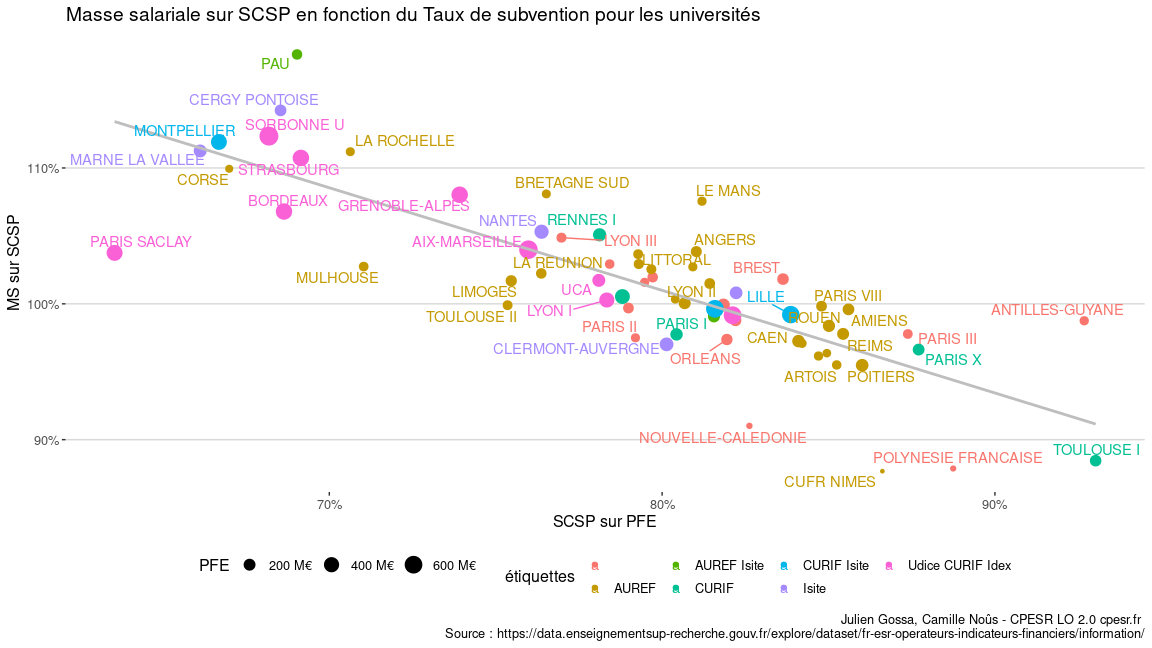 Masse salariale sur SCSP en fonction du Taux de subvention pour les universités
PAU
CERGY PONTOISE
MONTPELLIER
SORBONNE U
LA ROCHELLE
MARNE LA VALLEE
STRASBOURG
CORSE
BORDEAUX
GRENOBLE-ALPES
BRETAGNE SUD
LE MANS
PARIS SACLAY
NANTES
RENNES I
AIX-MARSEILLE
LYON III
ANGERS
MULHOUSE
LA REUNION
LITTORAL
BREST
LIMOGES
UCA
LYON II
LILLE
PARIS VIII
TOULOUSE II
LYON I
ROUEN
AMIENS
ANTILLES-GUYANE
PARIS II
PARIS I
CAEN
REIMS
PARIS III
CLERMONT-AUVERGNE
ORLEANS
PARIS X
ARTOIS
POITIERS
NOUVELLE-CALEDONIE
TOULOUSE I
POLYNESIE FRANCAISE
CUFR NIMES
110%
100%
90%
MS sur SCSP
70%
80%
90%
SCSP sur PFE
PFE
200 M€
400 M€
600 M€
étiquettes
AUREF
AUREF Isite
CURIF
CURIF Isite
Isite
Udice CURIF Idex
Julien Gossa, Camille Noûs - CPESR LO 2.0 cpesr.fr
Source : https://data.enseignementsup-recherche.gouv.fr/explore/dataset/fr-esr-operateurs-indicateurs-financiers/information/